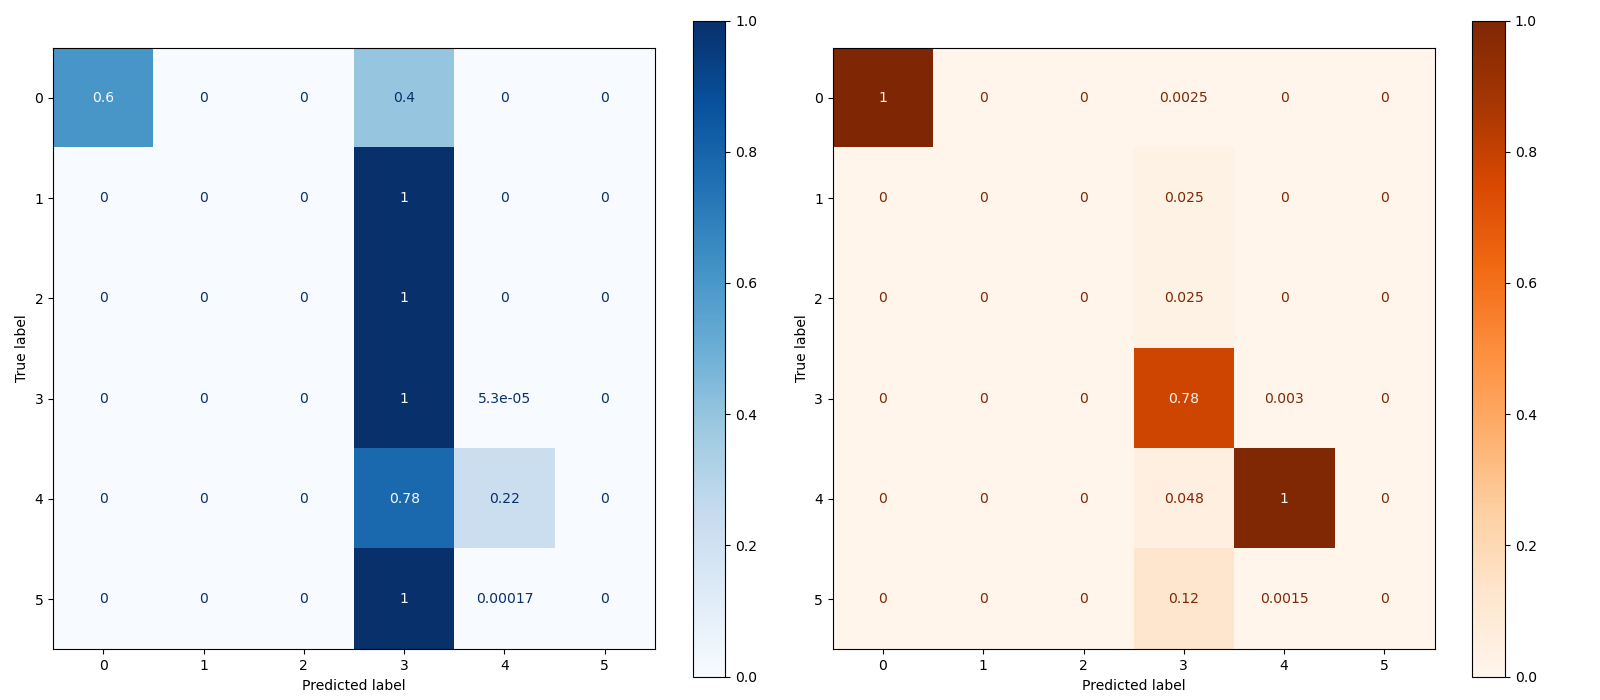 1.0
0.8
0.6
0.4
0.2
0.0
True label
0 0.6 0 0 0.4 0 0
1 0 0 0 1 0 0
2 0 0 0 1 0 0
3 0 0 0 1 5.3e-05 0
4 0 0 0 0.78 0.22 0
5 0 0 0 1 0.00017 0
0 1 2 3 4 5
Predicted label
1.0
0.8
0.6
0.4
0.2
0.0
True label
0 1 0 0 0.0025 0 0
1 0 0 0 0.025 0 0
2 0 0 0 0.025 0 0
3 0 0 0 0.78 0.003 0
4 0 0 0 0.048 1 0
5 0 0 0 0.12 0.0015 0
0 1 2 3 4 5
Predicted label